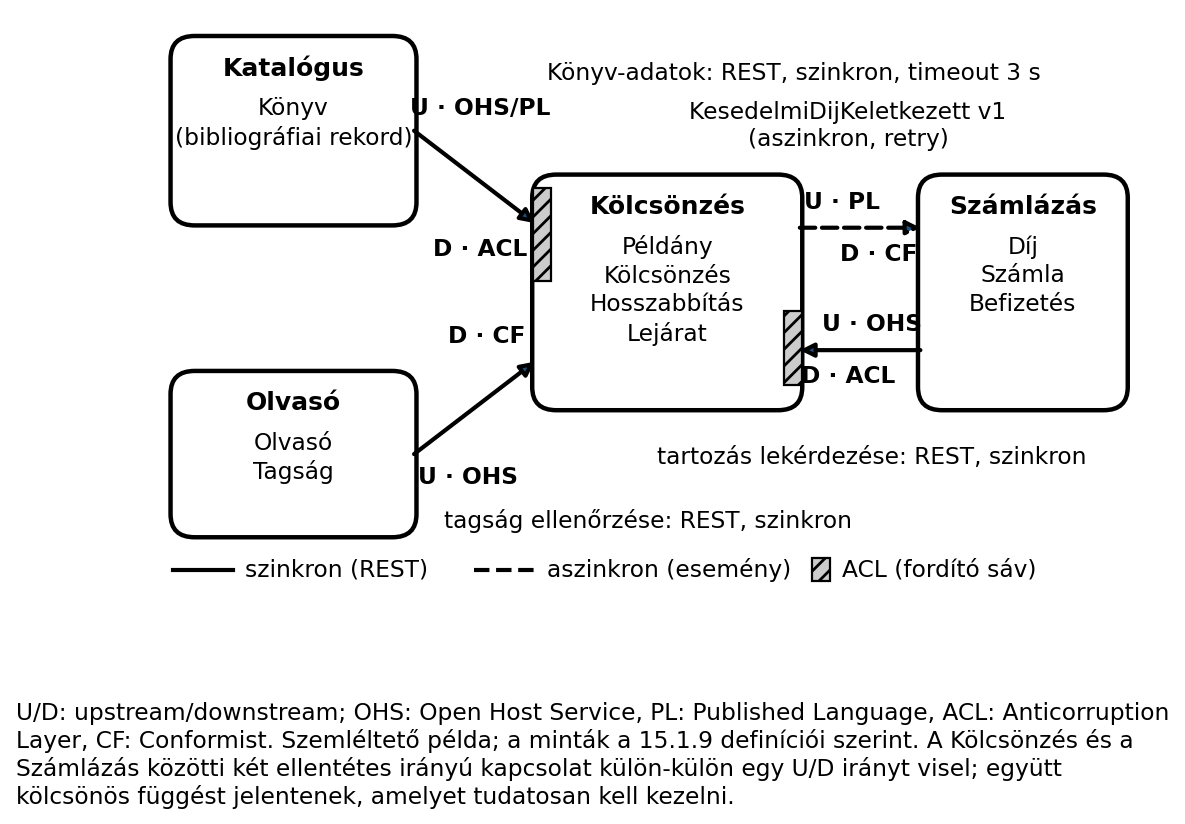 Katalógus
Könyv
(bibliográfiai rekord)
U · OHS/PL
Könyv-adatok: REST, szinkron, timeout 3 s
KesedelmiDijKeletkezett v1
(aszinkron, retry)
D · ACL
Kölcsönzés
Példány
Kölcsönzés
Hosszabbítás
Lejárat
U · PL
D · CF
Számlázás
Díj
Számla
Befizetés
U · OHS
D · ACL
D · CF
Olvasó
Olvasó
Tagság
U · OHS
tartozás lekérdezése: REST, szinkron
tagság ellenőrzése: REST, szinkron
szinkron (REST)
aszinkron (esemény)
ACL (fordító sáv)
U/D: upstream/downstream; OHS: Open Host Service, PL: Published Language, ACL: Anticorruption
Layer, CF: Conformist. Szemléltető példa; a minták a 15.1.9 definíciói szerint. A Kölcsönzés és a
Számlázás közötti két ellentétes irányú kapcsolat külön-külön egy U/D irányt visel; együtt
kölcsönös függést jelentenek, amelyet tudatosan kell kezelni.